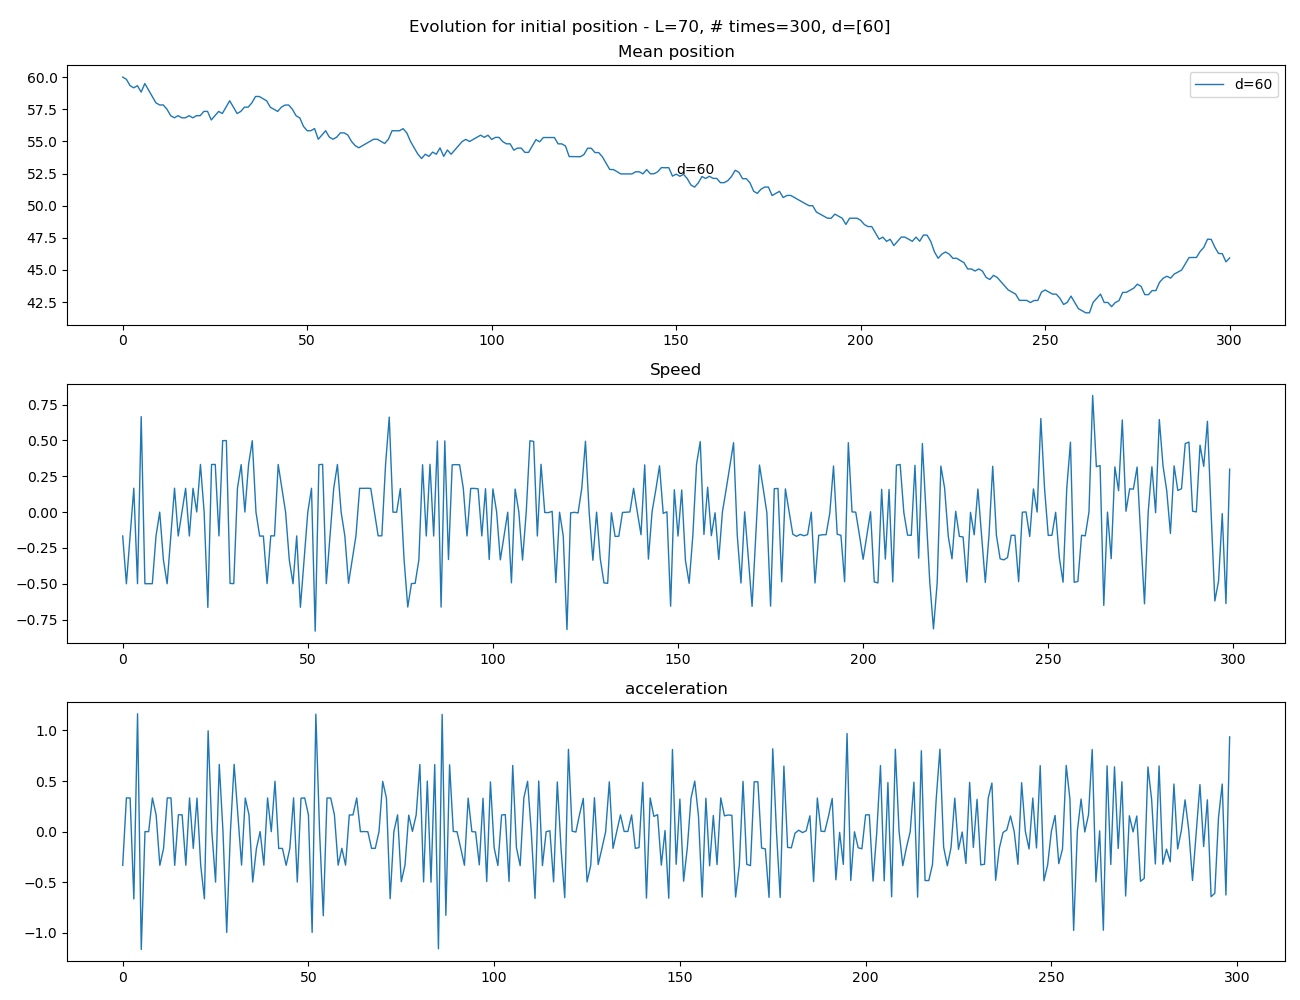 Evolution for initial position - L=70, # times=300, d=[60]
Mean position
60.0
57.5
55.0
52.5
50.0
47.5
45.0
42.5
d=60
d=60
0 50 100 150 200 250 300
Speed
0.75
0.50
0.25
0.00
−0.25
−0.50
−0.75
0 50 100 150 200 250 300
acceleration
1.0
0.5
0.0
−0.5
−1.0
0 50 100 150 200 250 300